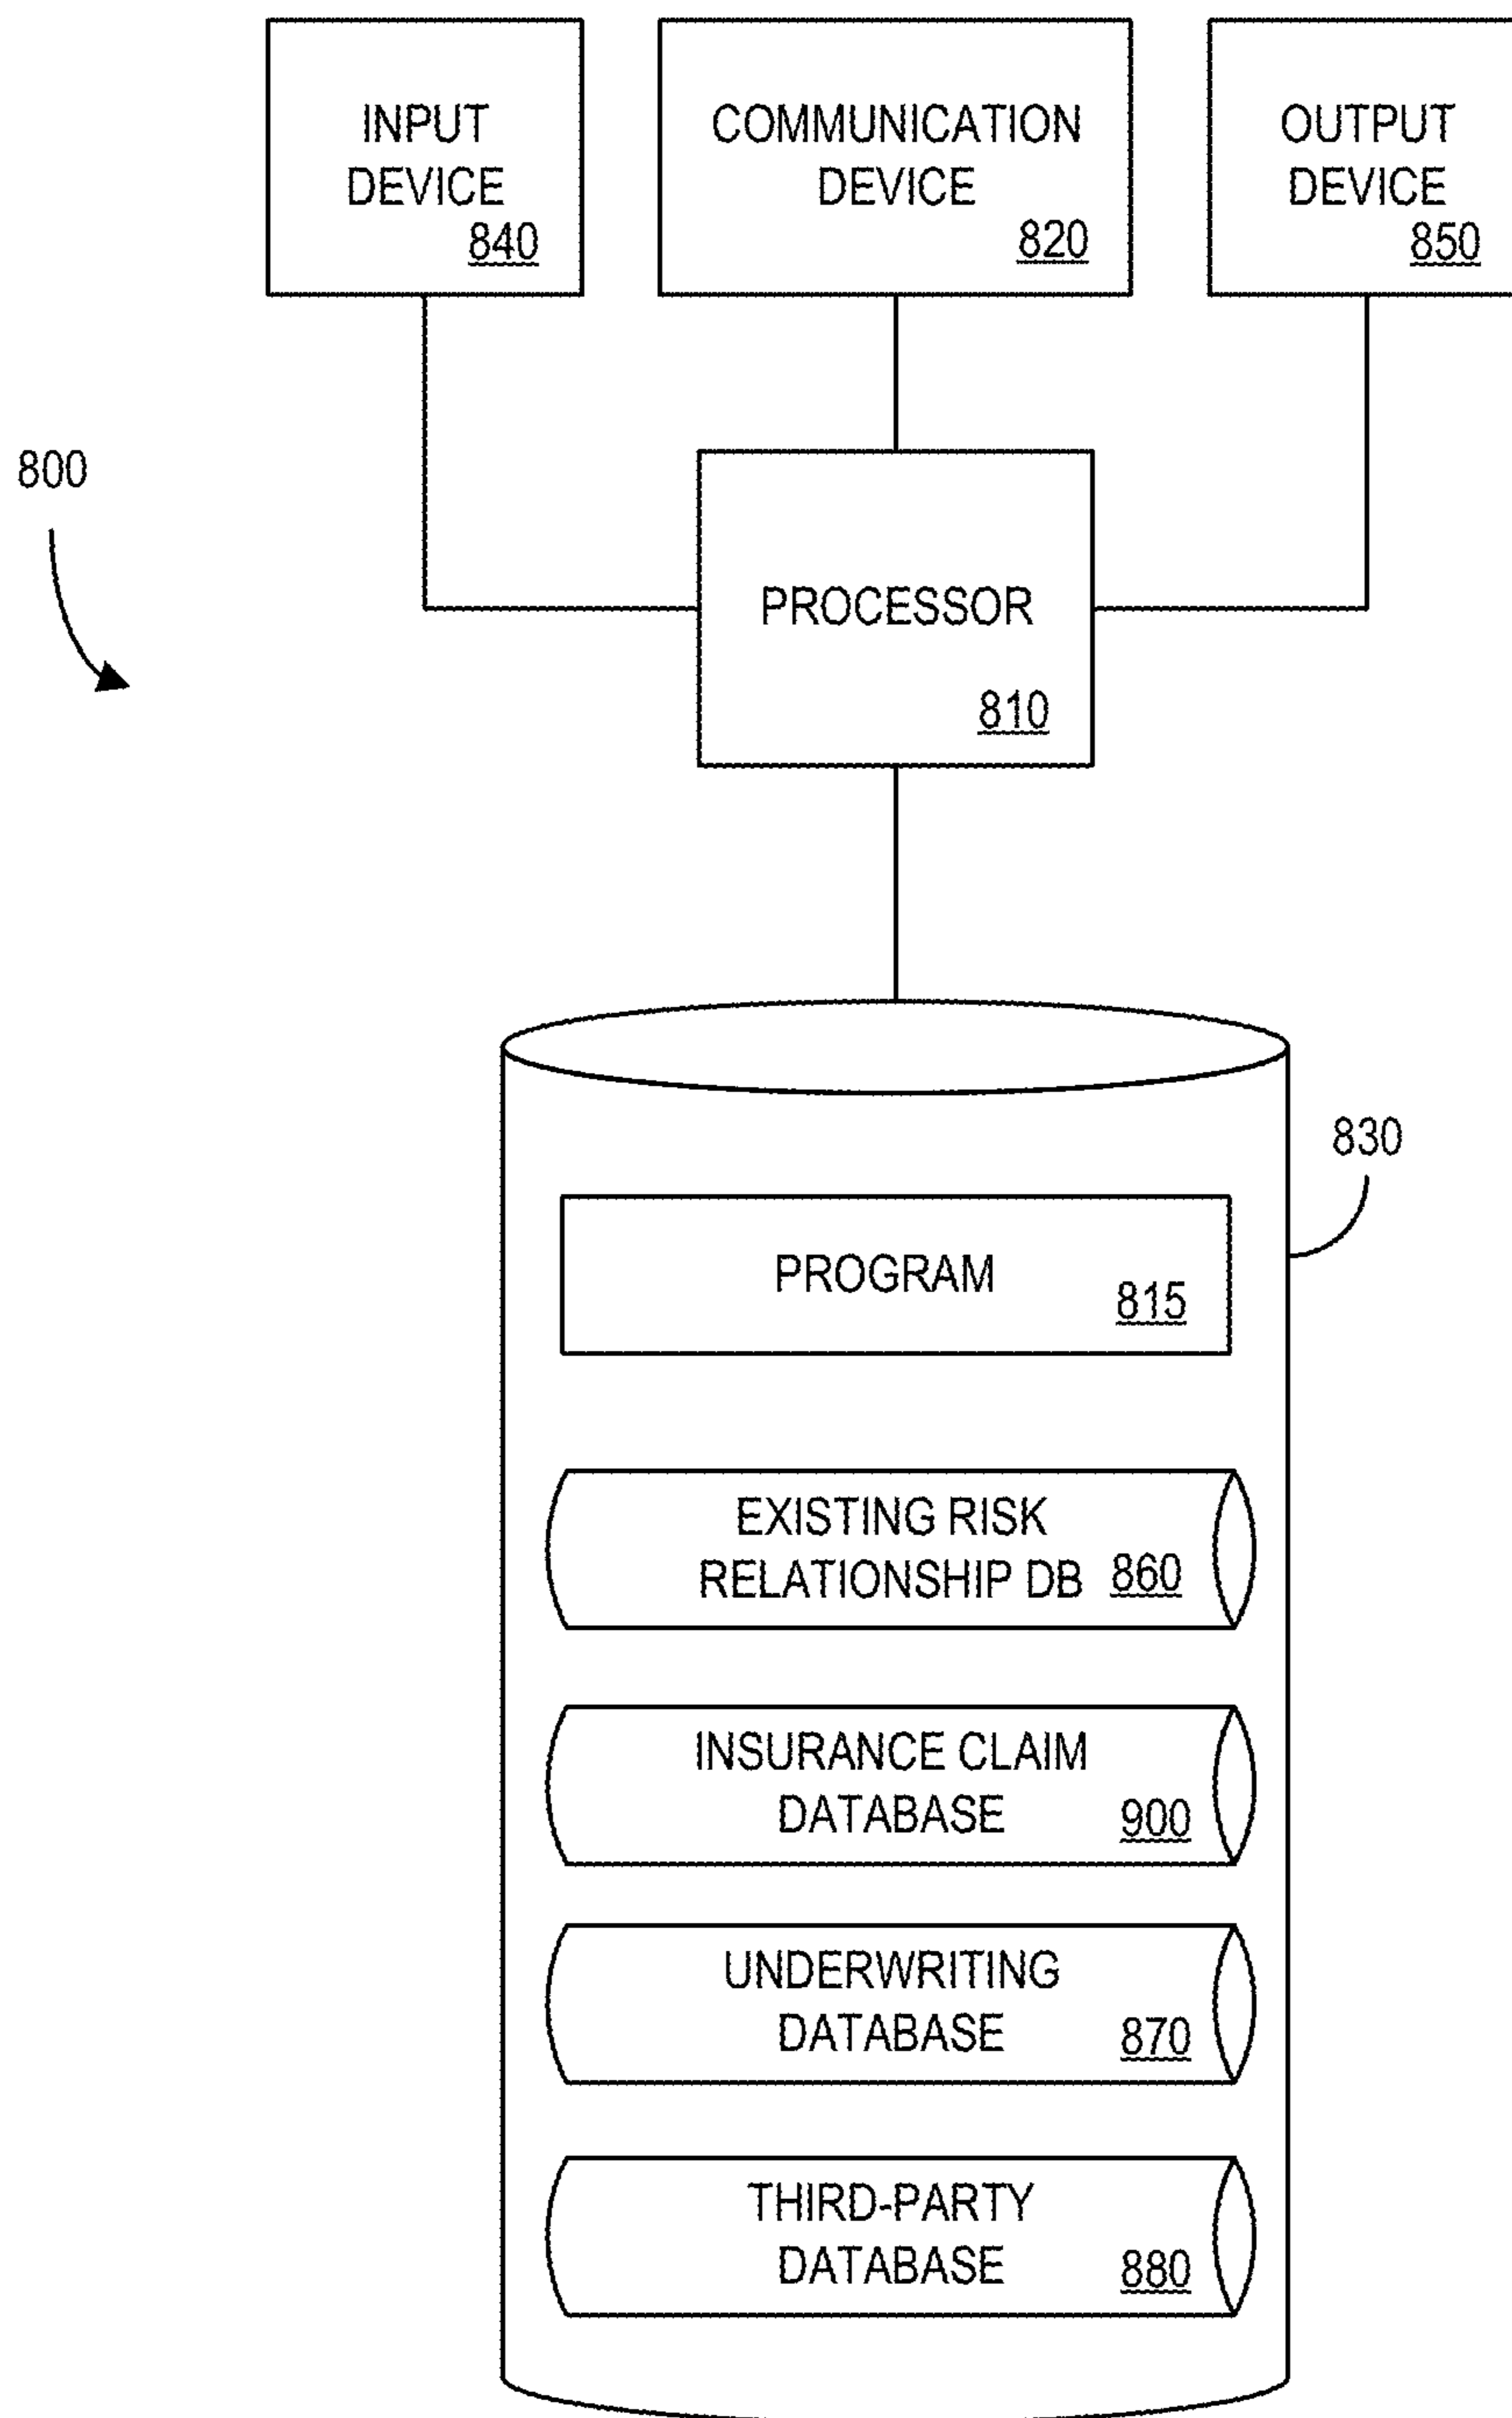 INPUT
DEVICE
840
COMMUNICATION
DEVICE
820
OUTPUT
DEVICE
850
800
PROCESSOR
810
830
PROGRAM
815
EXISTING RISK
RELATIONSHIP DB 860
INSURANCE CLAIM
DATABASE
900
UNDERWRITING
DATABASE
870
THIRD-PARTY
DATABASE
880